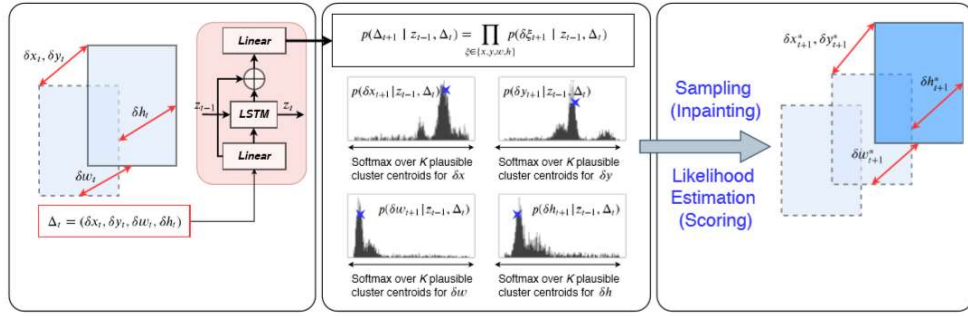 δx_t, δy_t
δh_t
δw_t
Δ_t = (δx_t, δy_t, δw_t, δh_t)
Linear
z_{t-1}
z_t
LSTM
Linear
p(Δ_{t+1} | z_{t-1}, Δ_t) = ∏_{ξ∈{x,y,w,h}} p(δξ_{t+1} | z_{t-1}, Δ_t)
p(δx_{t+1}|z_{t-1}, Δ_t)
Softmax over K plausible
cluster centroids for δx
p(δy_{t+1}|z_{t-1}, Δ_t)
Softmax over K plausible
cluster centroids for δy
p(δw_{t+1}|z_{t-1}, Δ_t)
Softmax over K plausible
cluster centroids for δw
p(δh_{t+1}|z_{t-1}, Δ_t)
Softmax over K plausible
cluster centroids for δh
Sampling
(Inpainting)
Likelihood
Estimation
(Scoring)
δx*_{t+1}, δy*_{t+1}
δh*_{t+1}
δw*_{t+1}